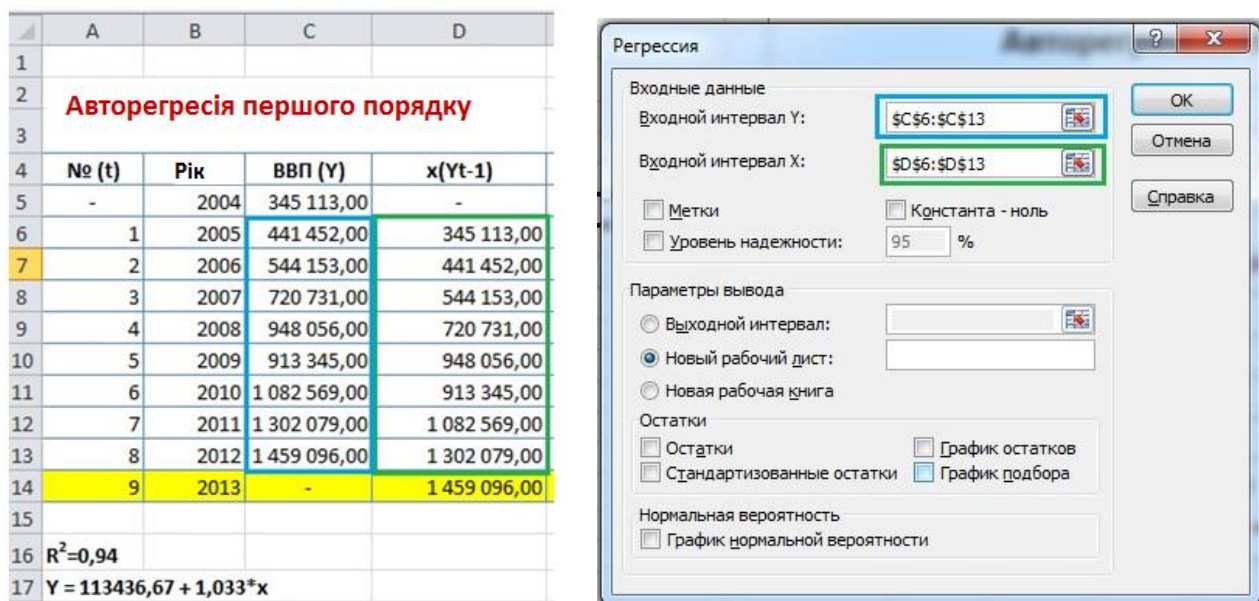 A B C D
1
2
3
Авторегресія першого порядку
4 № (t) Рік ВВП (Y) x(Yt-1)
5 - 2004 345 113,00 -
6 1 2005 441 452,00 345 113,00
7 2 2006 544 153,00 441 452,00
8 3 2007 720 731,00 544 153,00
9 4 2008 948 056,00 720 731,00
10 5 2009 913 345,00 948 056,00
11 6 2010 1 082 569,00 913 345,00
12 7 2011 1 302 079,00 1 082 569,00
13 8 2012 1 459 096,00 1 302 079,00
14 9 2013 - 1 459 096,00
15
16 R²=0,94
17 Y = 113436,67 + 1,033*x
Регрессия
Входные данные
Входной интервал Y: $C$6:$C$13
Входной интервал X: $D$6:$D$13
Метки Константа - ноль
Уровень надежности: 95 %
Параметры вывода
Выходной интервал:
Новый рабочий лист:
Новая рабочая книга
Остатки
Остатки График остатков
Стандартизованные остатки График подбора
Нормальная вероятность
График нормальной вероятности
OK
Отмена
Справка